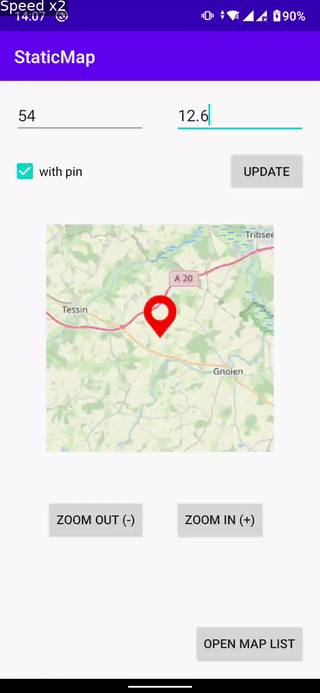 Speed x2
14:07
90%
StaticMap
54
12.6
with pin
UPDATE
Tribsee
A 20
Tessin
Gnoien
ZOOM OUT (-)
ZOOM IN (+)
OPEN MAP LIST